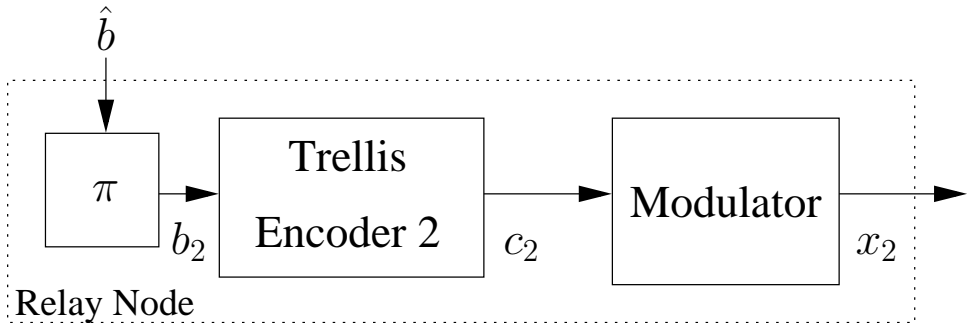 b̂
π
Trellis
Encoder 2
Modulator
b₂
c₂
x₂
Relay Node